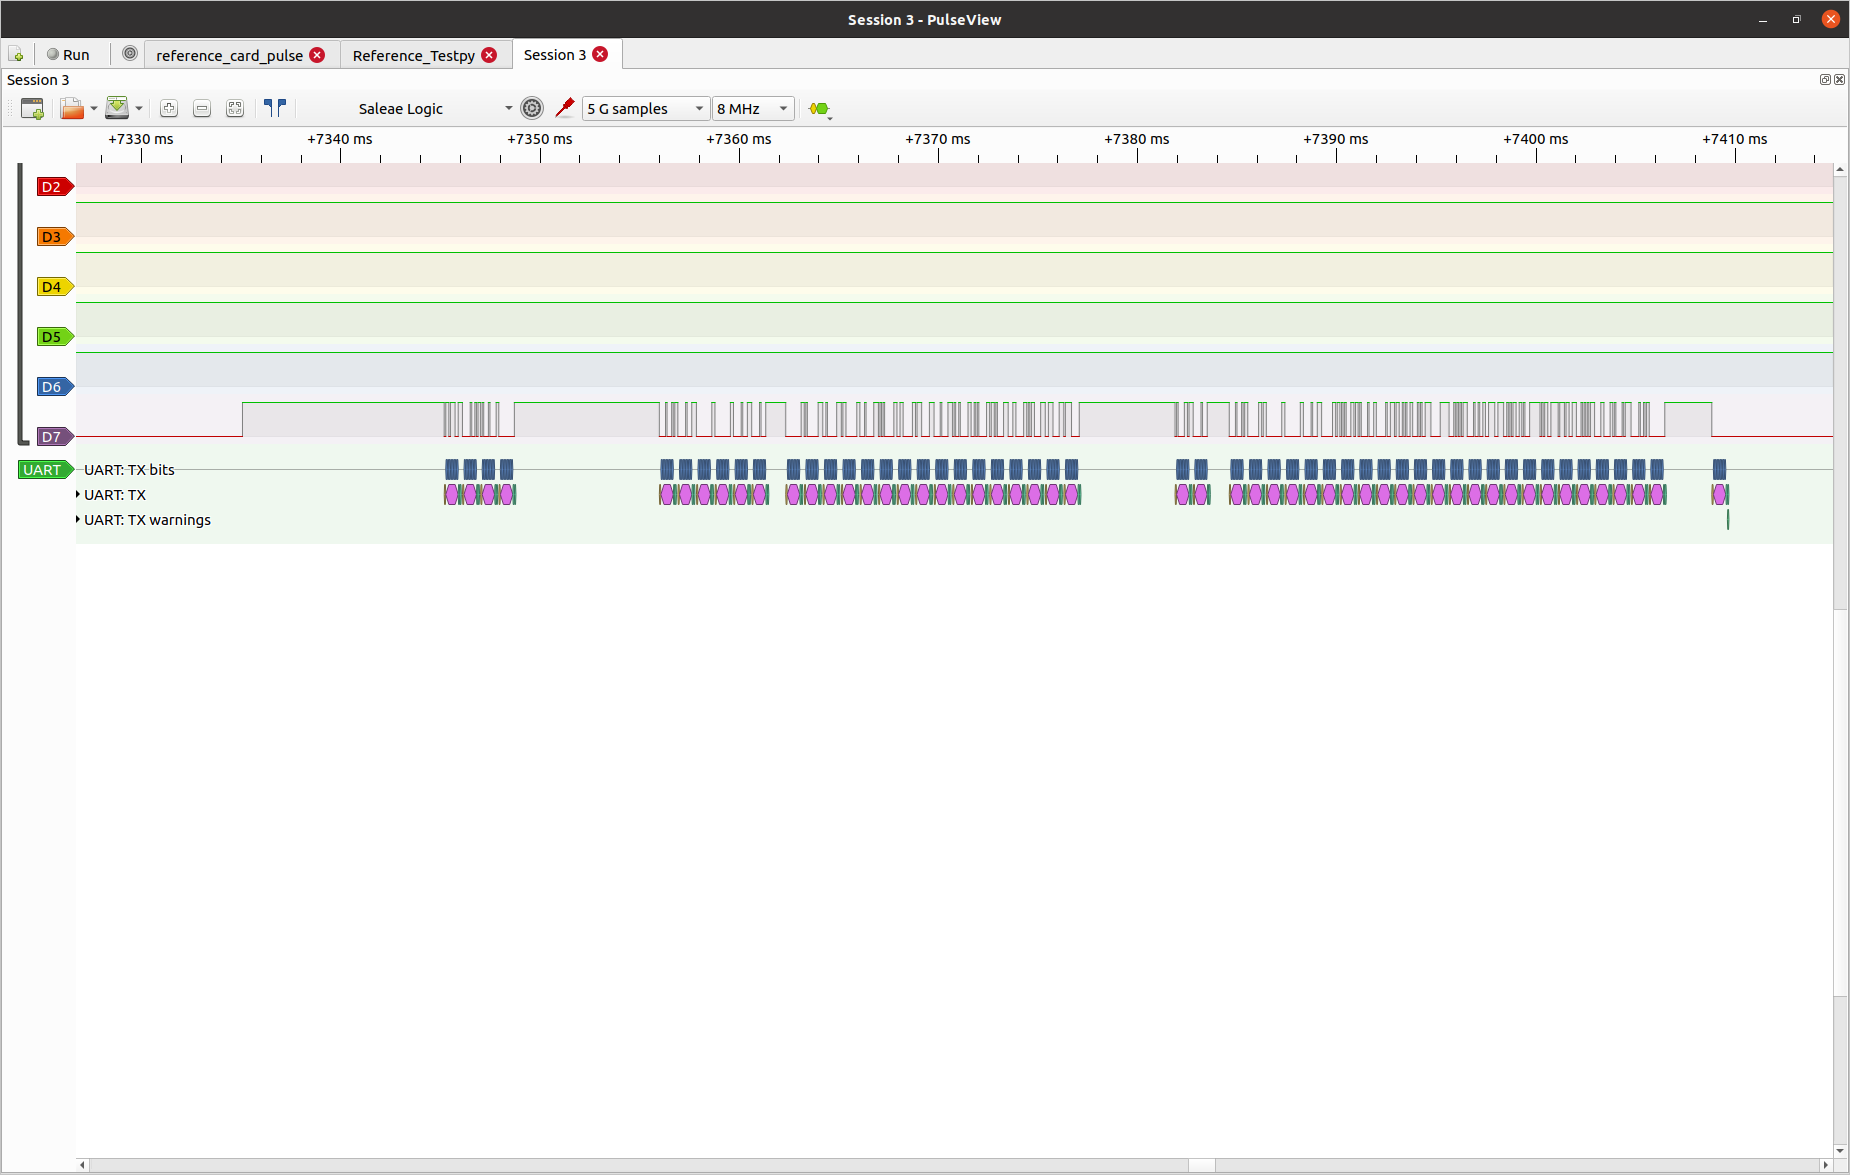 Session 3 - PulseView
Run
reference_card_pulse
Reference_Testpy
Session 3
Session 3
Saleae Logic
5 G samples
8 MHz
+7330 ms +7340 ms +7350 ms +7360 ms +7370 ms +7380 ms +7390 ms +7400 ms +7410 ms
D2
D3
D4
D5
D6
D7
UART UART: TX bits
UART: TX
UART: TX warnings